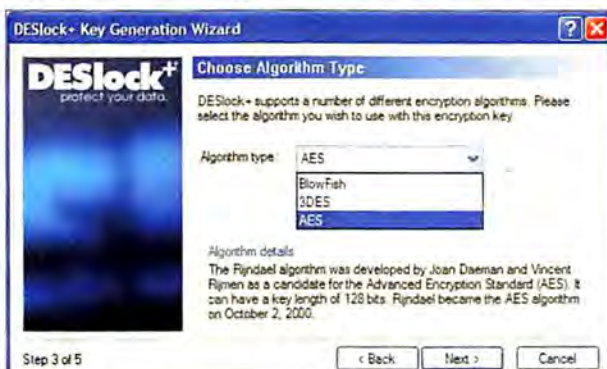 DESlock+ Key Generation Wizard
DESlock+
protect your data.
Choose Algorithm Type
DESlock+ supports a number of different encryption algorithms. Please
select the algorithm you wish to use with this encryption key
Algorithm type:
AES
BlowFish
3DES
AES
Algorithm details
The Rijndael algorithm was developed by Joan Daeman and Vincent
Rijmen as a candidate for the Advanced Encryption Standard (AES). It
can have a key length of 128 bits. Rijndael became the AES algorithm
on October 2, 2000.
Step 3 of 5
< Back
Next >
Cancel